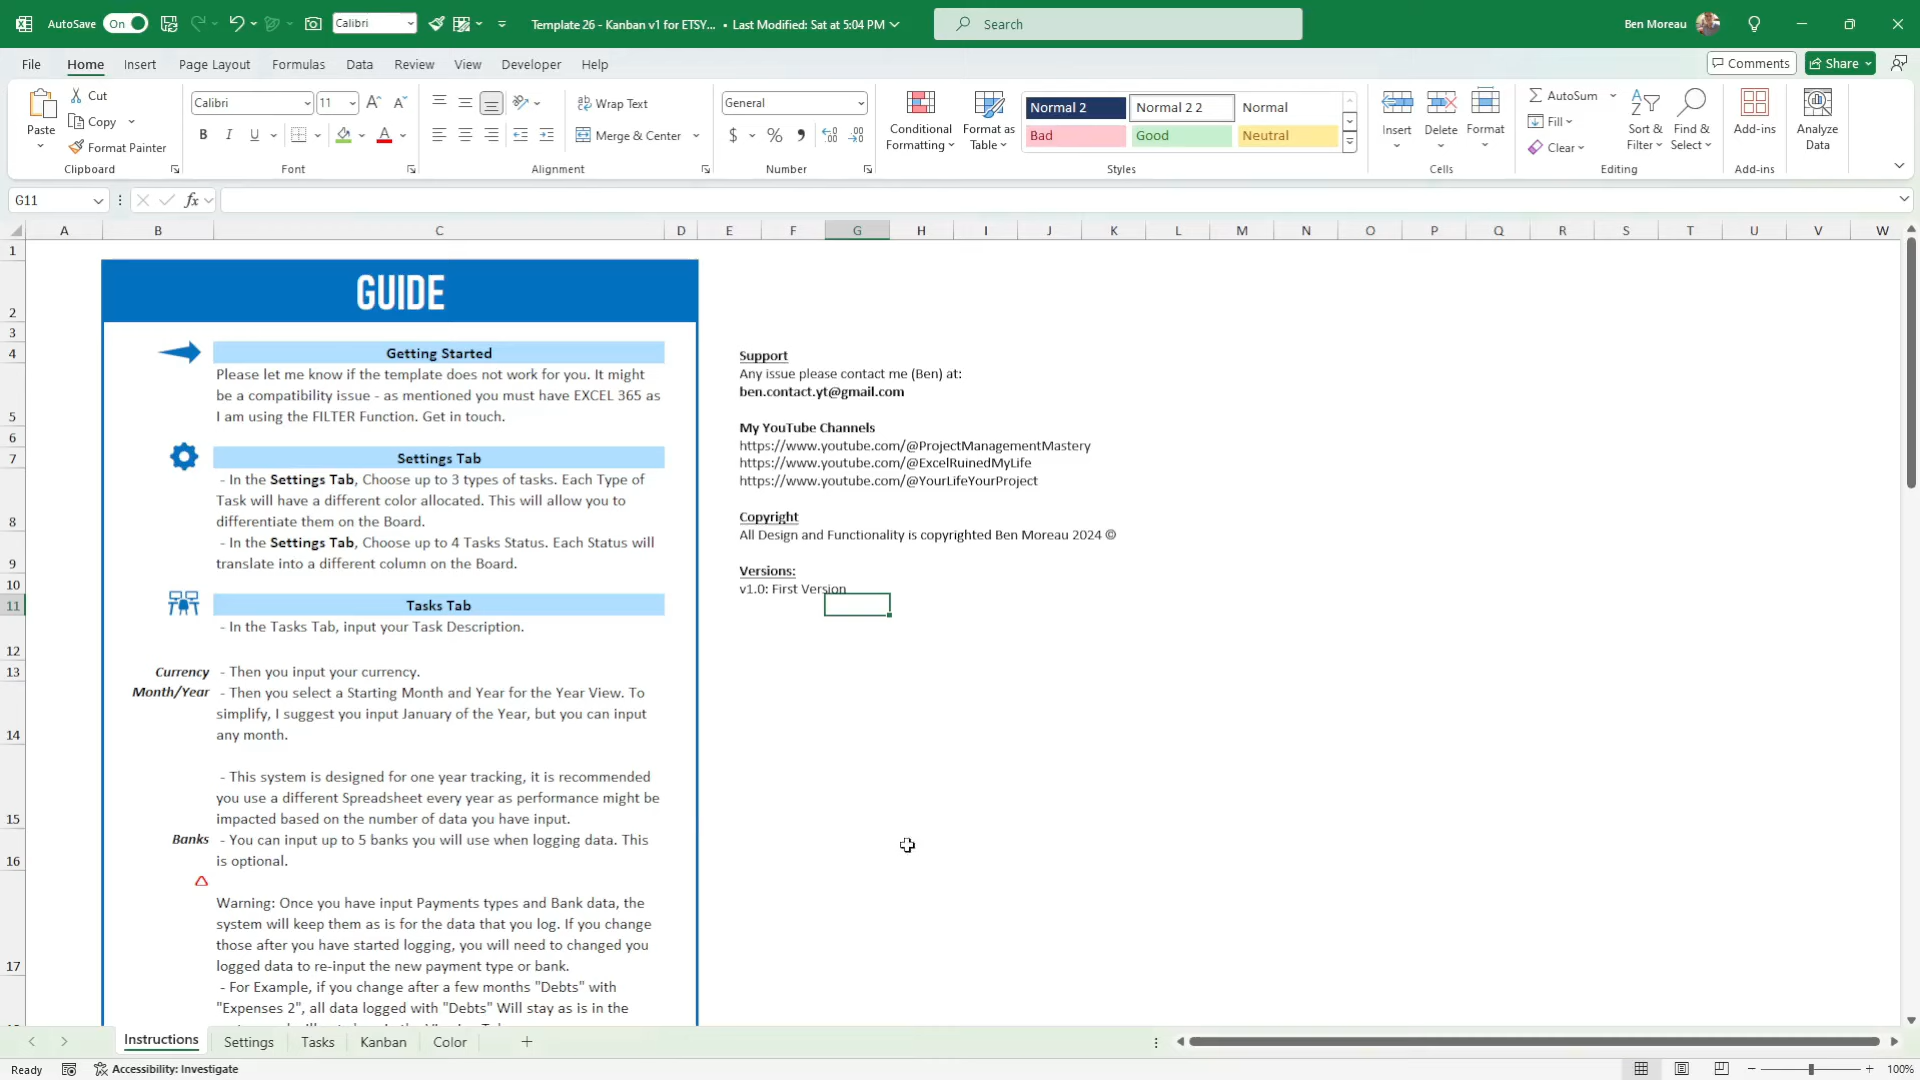 AutoSave On Calibri Template 26 - Kanban v1 for ETSY... • Last Modified: Sat at 5:04 PM Search Ben Moreau
File Home Insert Page Layout Formulas Data Review View Developer Help Comments Share
Paste Cut Copy Format Painter Clipboard
Calibri 11 B I U A Font
Wrap Text Merge & Center Alignment
General $ % , Number
Conditional Formatting Format as Table
Normal 2 Normal 2 2 Normal
Bad Good Neutral
Styles
Insert Delete Format Cells
AutoSum Fill Clear Sort & Filter Find & Select Editing
Add-ins Add-ins
Analyze Data
G11 fx
A B C D E F G H I J K L M N O P Q R S T U V W
1
2
3
4
5
6
7
8
9
10
11
12
13
14
15
16
17
GUIDE
Getting Started
Please let me know if the template does not work for you. It might
be a compatibility issue - as mentioned you must have EXCEL 365 as
I am using the FILTER Function. Get in touch.
Settings Tab
- In the Settings Tab, Choose up to 3 types of tasks. Each Type of
Task will have a different color allocated. This will allow you to
differentiate them on the Board.
- In the Settings Tab, Choose up to 4 Tasks Status. Each Status will
translate into a different column on the Board.
Tasks Tab
- In the Tasks Tab, input your Task Description.
Currency - Then you input your currency.
Month/Year - Then you select a Starting Month and Year for the Year View. To
simplify, I suggest you input January of the Year, but you can input
any month.
- This system is designed for one year tracking, it is recommended
you use a different Spreadsheet every year as performance might be
impacted based on the number of data you have input.
Banks - You can input up to 5 banks you will use when logging data. This
is optional.
Warning: Once you have input Payments types and Bank data, the
system will keep them as is for the data that you log. If you change
those after you have started logging, you will need to changed you
logged data to re-input the new payment type or bank.
- For Example, if you change after a few months "Debts" with
"Expenses 2", all data logged with "Debts" Will stay as is in the
Support
Any issue please contact me (Ben) at:
ben.contact.yt@gmail.com
My YouTube Channels
https://www.youtube.com/@ProjectManagementMastery
https://www.youtube.com/@ExcelRuinedMyLife
https://www.youtube.com/@YourLifeYourProject
Copyright
All Design and Functionality is copyrighted Ben Moreau 2024 ©
Versions:
v1.0: First Version
Instructions Settings Tasks Kanban Color
Ready Accessibility: Investigate 100%